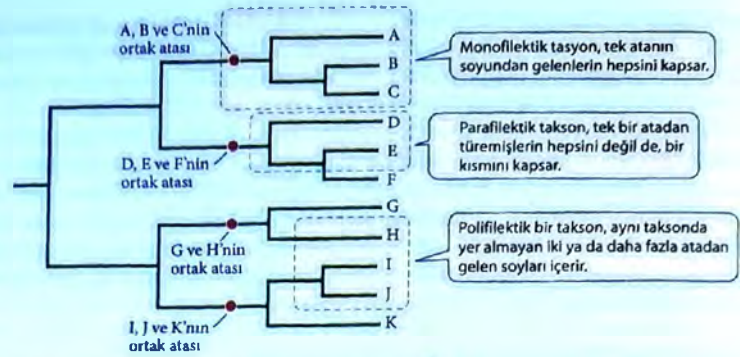 A, B ve C'nin
ortak atası
A
B
C
Monofilektik tasyon, tek atanın
soyundan gelenlerin hepsini kapsar.
D
E
F
D, E ve F'nin
ortak atası
Parafilektik takson, tek bir atadan
türemişlerin hepsini değil de, bir
kısmını kapsar.
G
H
G ve H'nin
ortak atası
I
J
K
Polifilektik bir takson, aynı taksonda
yer almayan iki ya da daha fazla atadan
gelen soyları içerir.
I, J ve K'nın
ortak atası